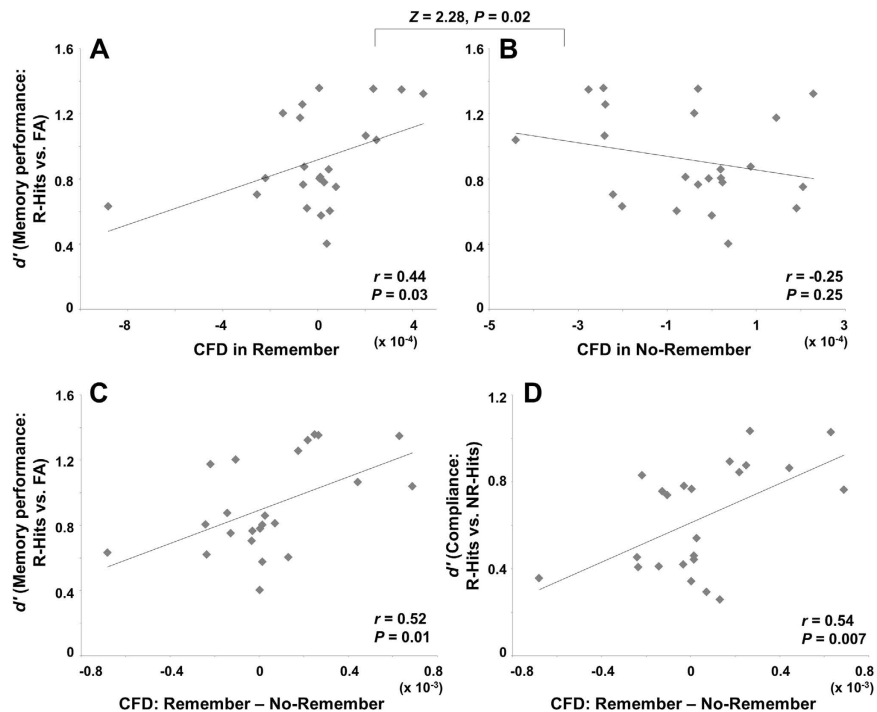 Z = 2.28, P = 0.02
A
d′ (Memory performance:
R-Hits vs. FA)
1.6
1.2
0.8
0.4
0
r = 0.44
P = 0.03
-8
-4
0
4
(x 10-4)
CFD in Remember
B
1.6
1.2
0.8
0.4
0
r = -0.25
P = 0.25
-5
-3
-1
1
3
(x 10-4)
CFD in No-Remember
C
d′ (Memory performance:
R-Hits vs. FA)
1.6
1.2
0.8
0.4
0
r = 0.52
P = 0.01
-0.8
-0.4
0
0.4
0.8
(x 10-3)
CFD: Remember – No-Remember
D
d′ (Compliance:
R-Hits vs. NR-Hits)
1.2
0.8
0.4
0
r = 0.54
P = 0.007
-0.8
-0.4
0
0.4
0.8
(x 10-3)
CFD: Remember – No-Remember